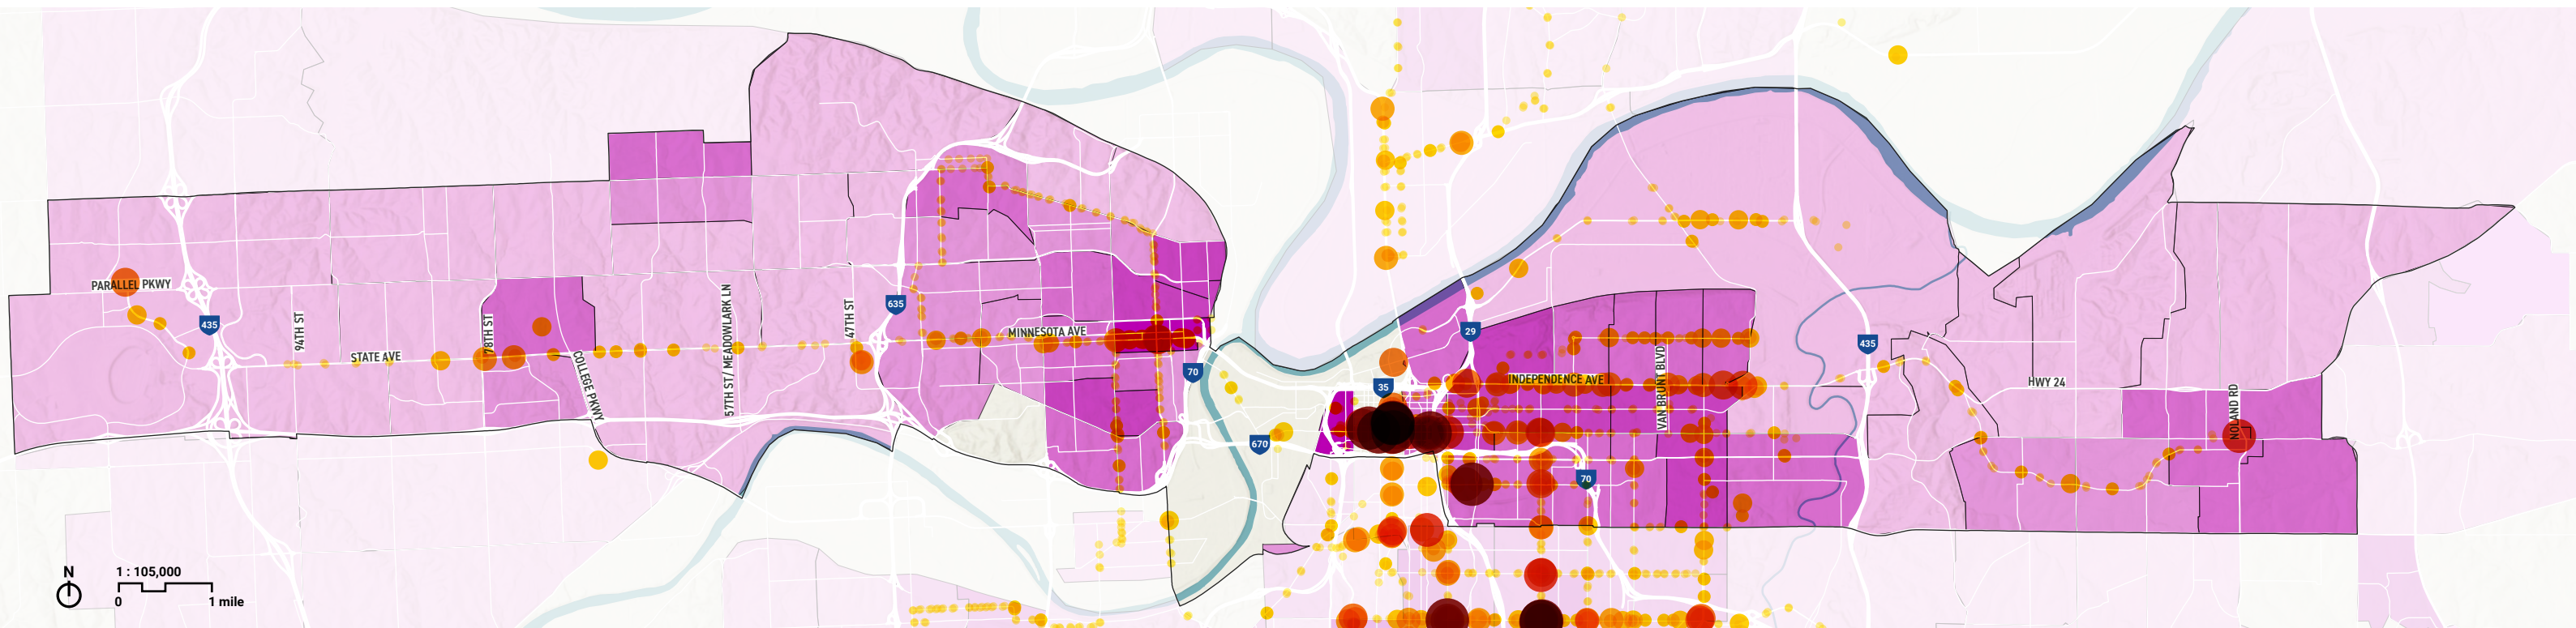 PARALLEL PKWY
435
94TH ST
STATE AVE
78TH ST
COLLEGE PKWY
57TH ST / MEADOWLARK LN
47TH ST
635
MINNESOTA AVE
70
670
35
29
INDEPENDENCE AVE
VAN BRUNT BLVD
70
435
HWY 24
NOLAND RD
N
1 : 105,000
0 1 mile